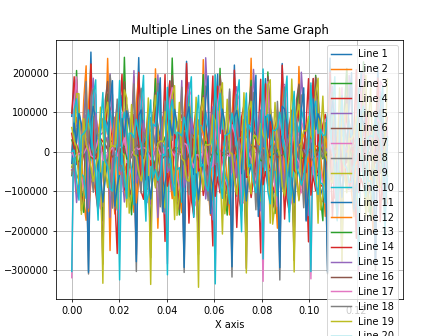 Multiple Lines on the Same Graph
200000
100000
0
−100000
−200000
−300000
0.00
0.02
0.04
0.06
0.08
0.10
X axis
Line 1
Line 2
Line 3
Line 4
Line 5
Line 6
Line 7
Line 8
Line 9
Line 10
Line 11
Line 12
Line 13
Line 14
Line 15
Line 16
Line 17
Line 18
Line 19
Line 20